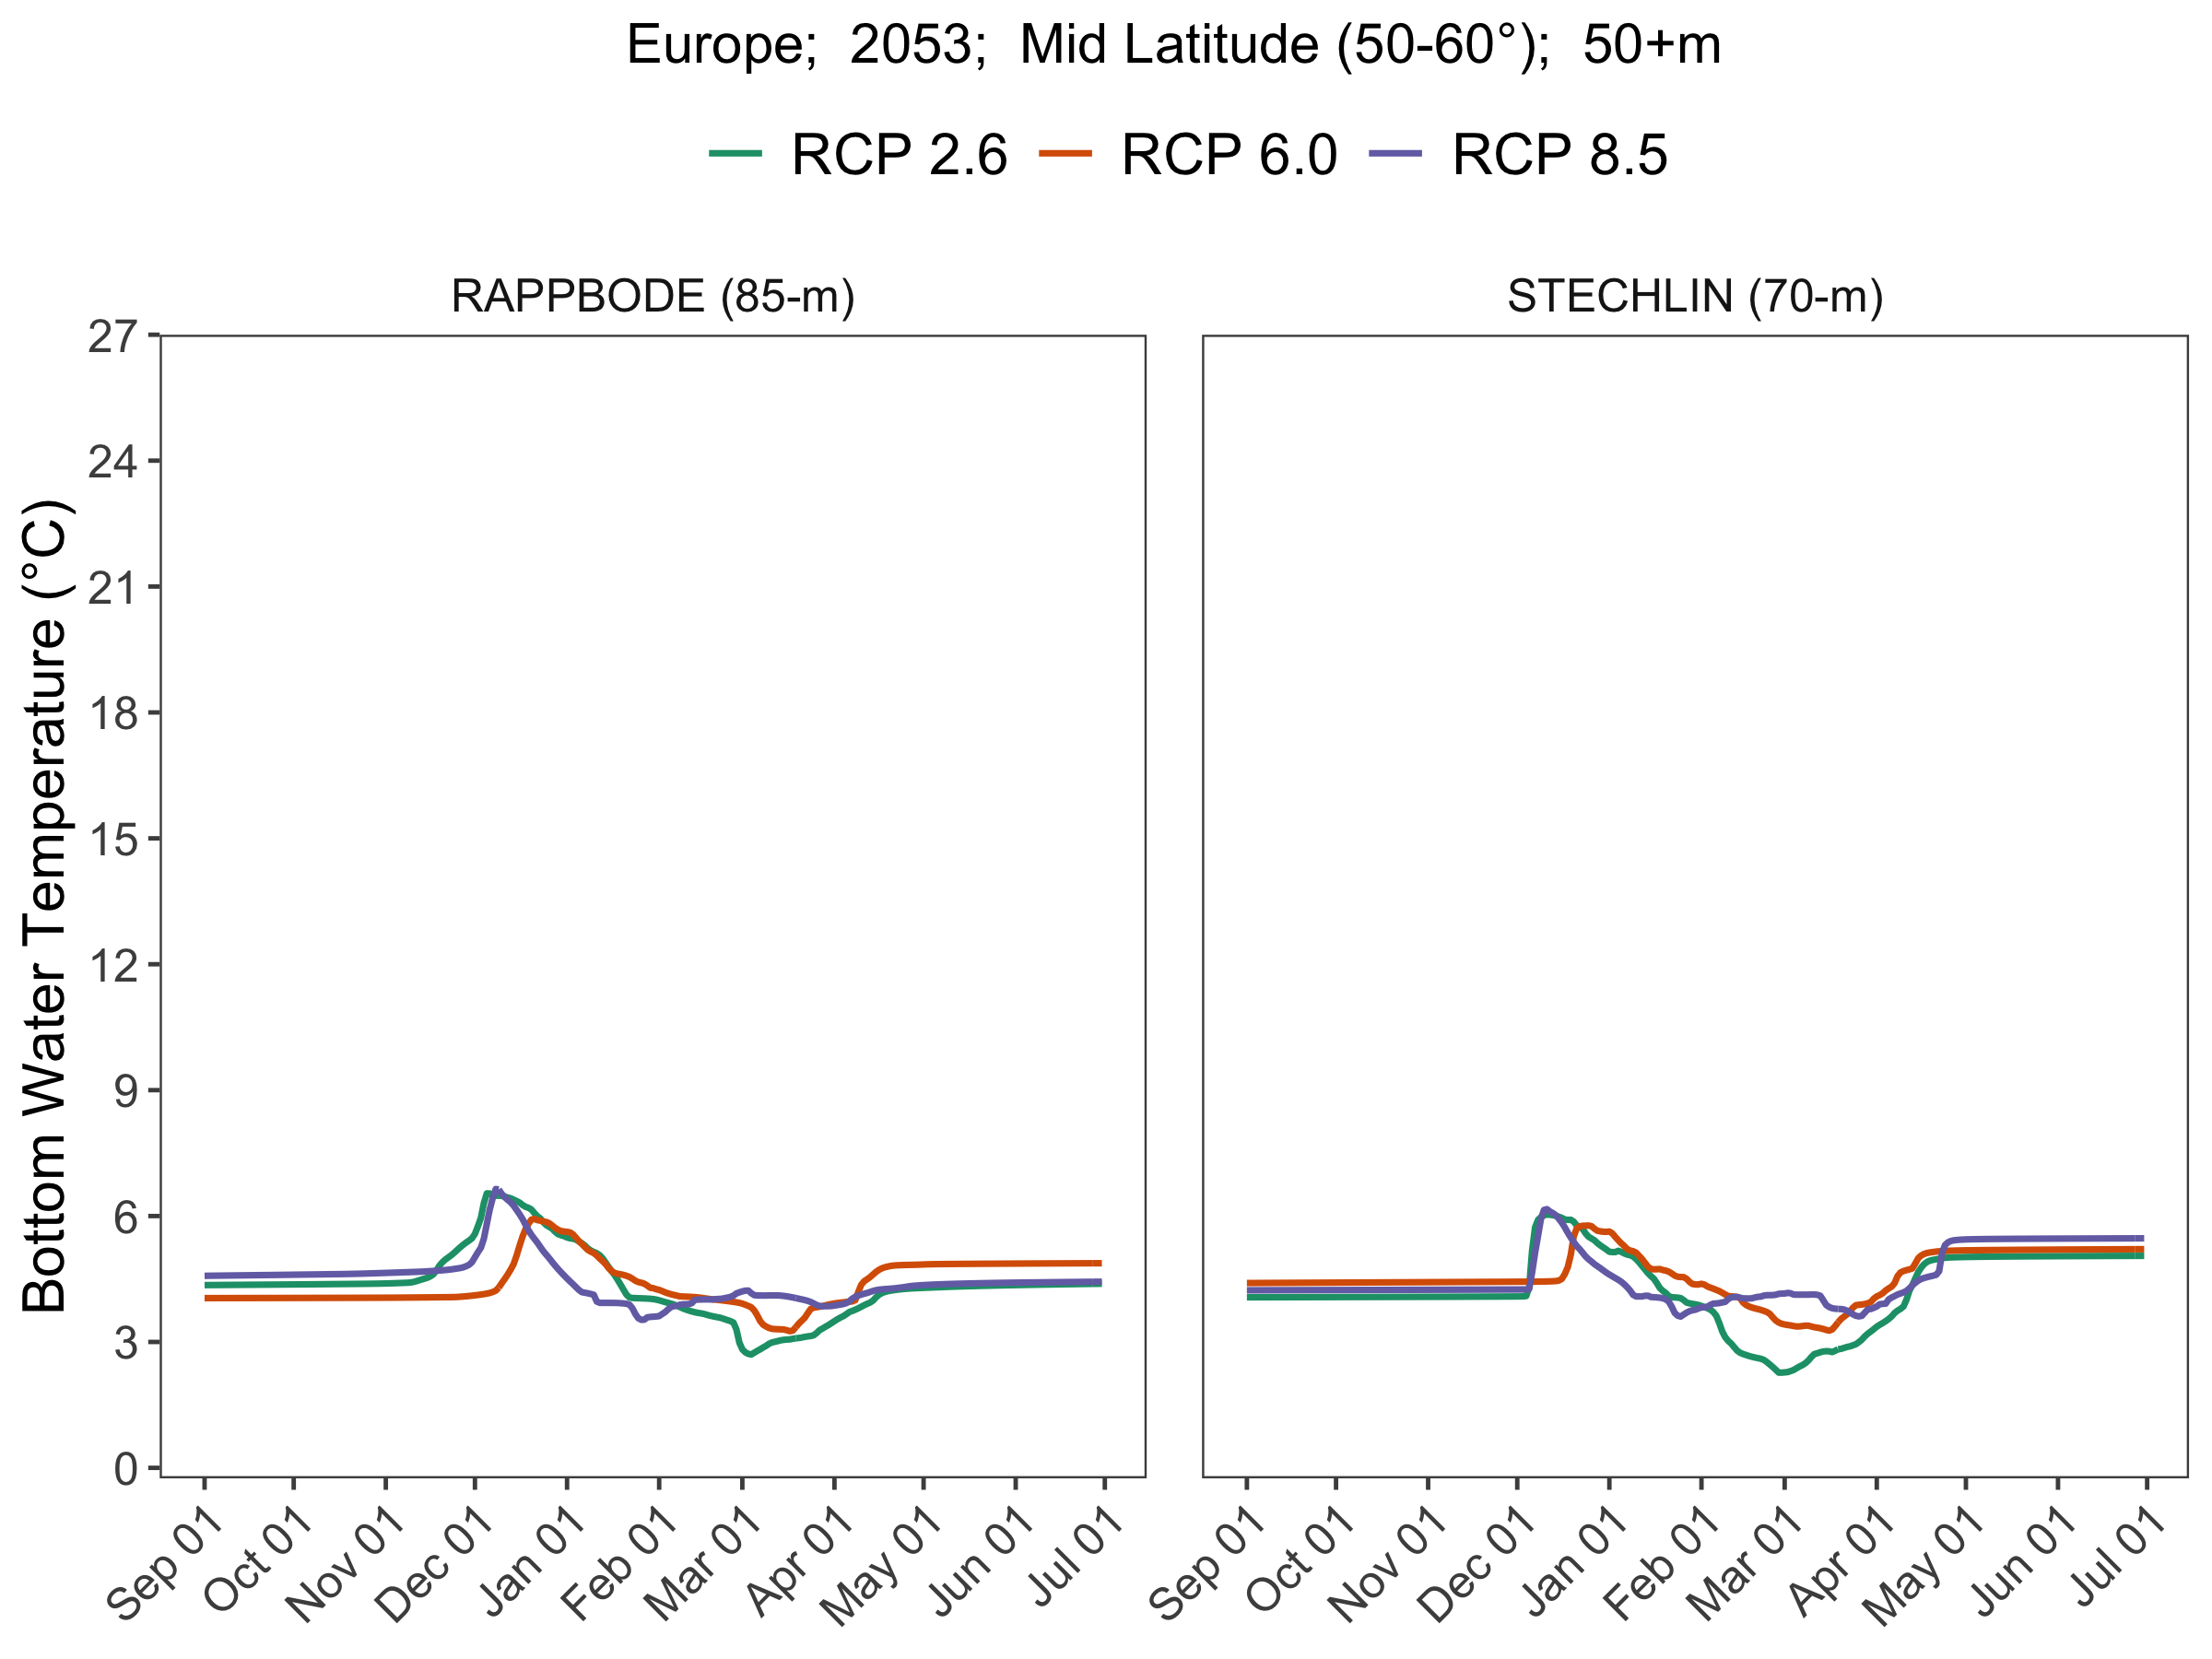 Europe;  2053;  Mid Latitude (50-60°);  50+m
RCP 2.6 RCP 6.0 RCP 8.5
RAPPBODE (85-m)
STECHLIN (70-m)
Bottom Water Temperature (°C)
27
24
21
18
15
12
9
6
3
0
Sep 01 Oct 01 Nov 01 Dec 01 Jan 01 Feb 01 Mar 01 Apr 01 May 01 Jun 01 Jul 01
Sep 01 Oct 01 Nov 01 Dec 01 Jan 01 Feb 01 Mar 01 Apr 01 May 01 Jun 01 Jul 01